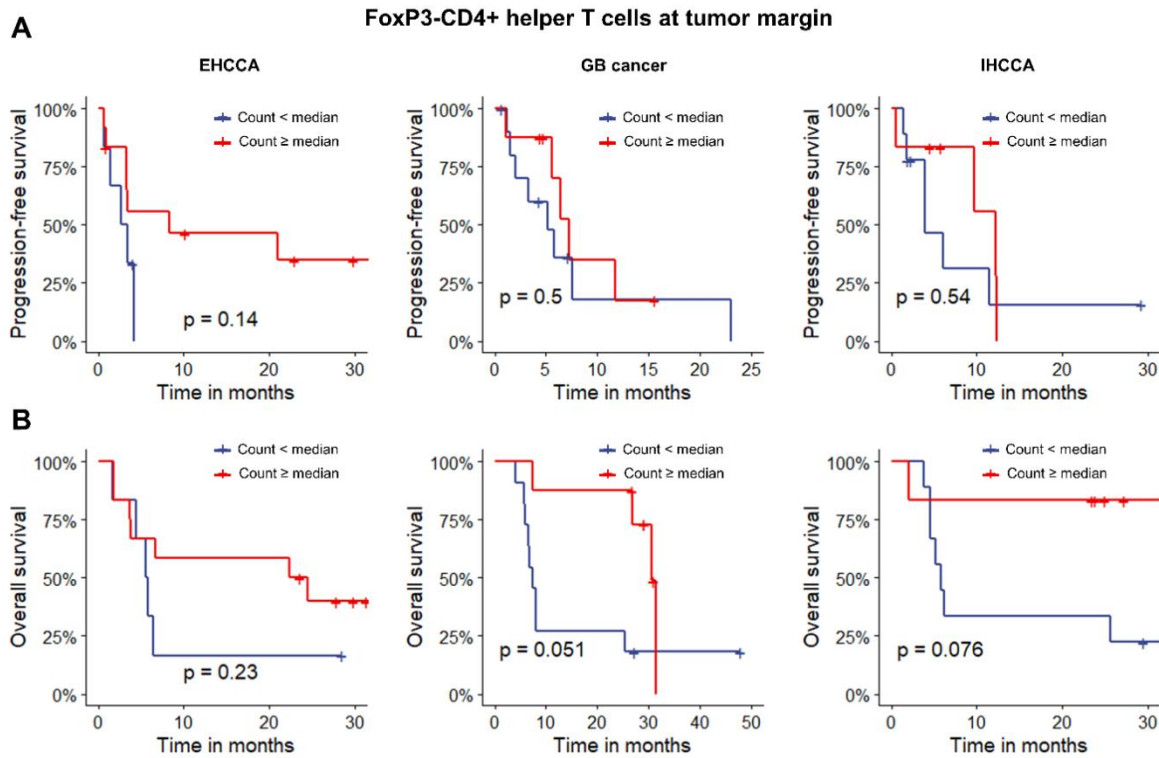 FoxP3-CD4+ helper T cells at tumor margin
A
EHCCA
GB cancer
IHCCA
Progression-free survival
100%
75%
50%
25%
0%
Count < median
Count ≥ median
p = 0.14
0 10 20 30
Time in months
Progression-free survival
100%
75%
50%
25%
0%
Count < median
Count ≥ median
p = 0.5
0 5 10 15 20 25
Time in months
Progression-free survival
100%
75%
50%
25%
0%
Count < median
Count ≥ median
p = 0.54
0 10 20 30
Time in months
B
Overall survival
100%
75%
50%
25%
0%
Count < median
Count ≥ median
p = 0.23
0 10 20 30
Time in months
Overall survival
100%
75%
50%
25%
0%
Count < median
Count ≥ median
p = 0.051
0 10 20 30 40 50
Time in months
Overall survival
100%
75%
50%
25%
0%
Count < median
Count ≥ median
p = 0.076
0 10 20 30
Time in months